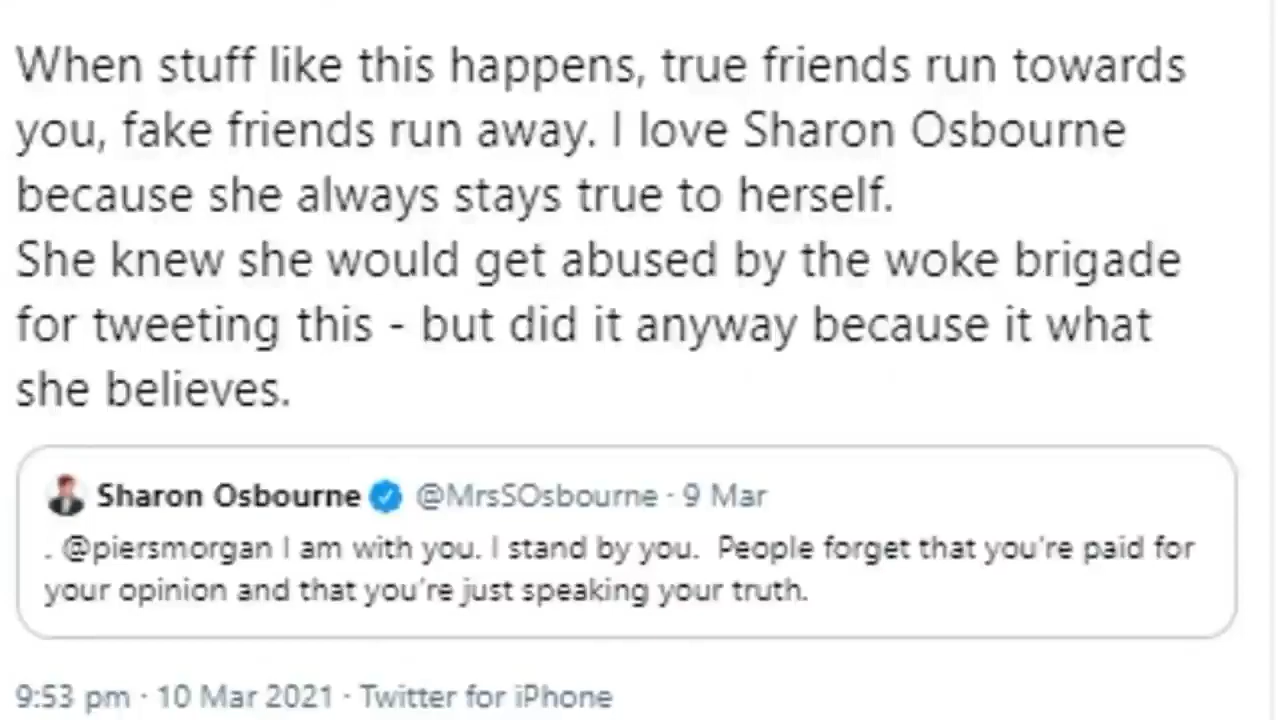 When stuff like this happens, true friends run towards
you, fake friends run away. I love Sharon Osbourne
because she always stays true to herself.
She knew she would get abused by the woke brigade
for tweeting this - but did it anyway because it what
she believes.
Sharon Osbourne @MrsSOsbourne · 9 Mar
. @piersmorgan I am with you. I stand by you. People forget that you're paid for
your opinion and that you're just speaking your truth.
9:53 pm · 10 Mar 2021 · Twitter for iPhone